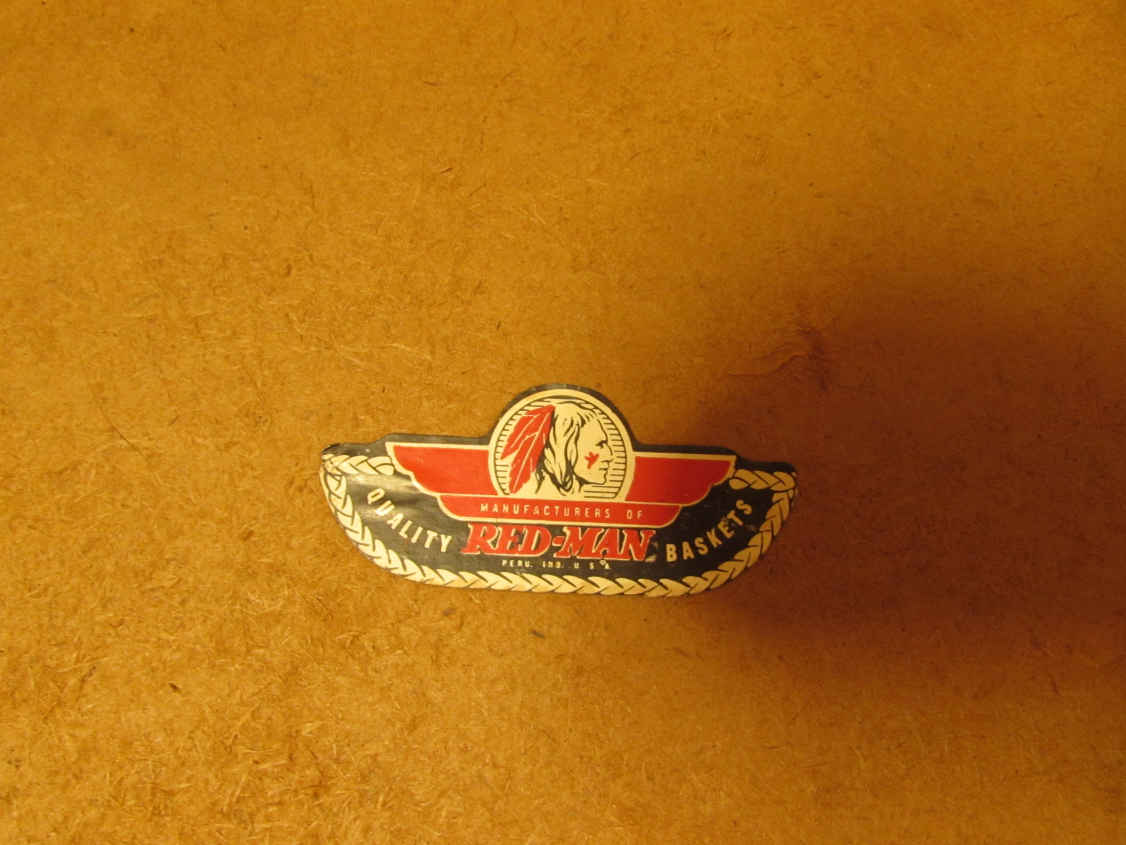 MANUFACTURERS OF
QUALITY RED-MAN BASKETS
PERU. IND. U S A